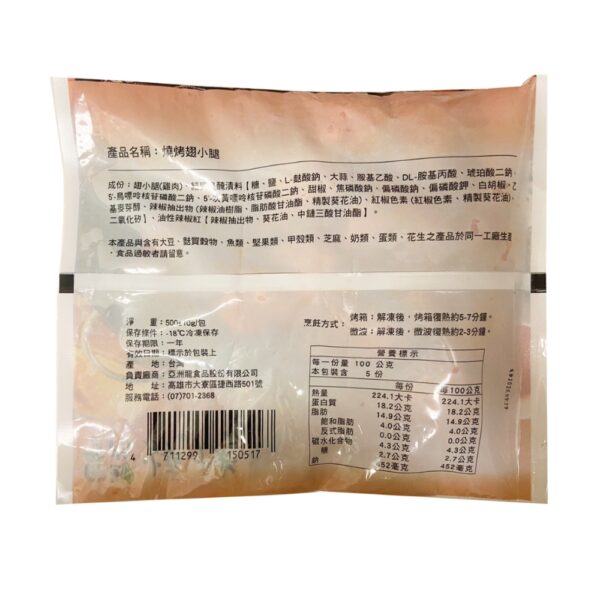 產品名稱：燒烤翅小腿
成份：翅小腿(雞肉)、醃漬料【糖、鹽、L-麩酸鈉、大蒜、胺基乙酸、DL-胺基丙酸、琥珀酸二鈉、
5'-鳥嘌呤核苷磷酸二鈉、5'-次黃嘌呤核苷磷酸二鈉、甜椒、焦磷酸鈉、偏磷酸鈉、偏磷酸鉀、白胡椒、乙
基麥芽醇、辣椒抽出物（辣椒油樹脂、脂肪酸甘油酯、精製葵花油）、紅椒色素（紅椒色素、精製葵花油）
二氧化矽】、油性辣椒紅【辣椒抽出物、葵花油、中鏈三酸甘油酯】。
本產品與含有大豆、麩質穀物、魚類、堅果類、甲殼類、芝麻、奶類、蛋類、花生之產品於同一工廠生產
，食品過敏者請留意。
淨 重：500±10g/包
保存條件：-18℃冷凍保存
保存期限：一年
有效日期：標示於包裝上
產 地：台灣
負責廠商：亞洲龍食品股份有限公司
地 址：高雄市大寮區捷西路501號
服務電話：(07)701-2368
4 711299 150517
烹飪方式：烤箱：解凍後，烤箱復熱約5-7分鐘。
微波：解凍後，微波復熱約2-3分鐘。
營養標示
每一份量 100 公克
本包裝含 5 份
每份 每100公克
熱量 224.1大卡 224.1大卡
蛋白質 18.2公克 18.2公克
脂肪 14.9公克 14.9公克
飽和脂肪 4.0公克 4.0公克
反式脂肪 0.0公克 0.0公克
碳水化合物 4.3公克 4.3公克
糖 2.7公克 2.7公克
鈉 452毫克 452毫克